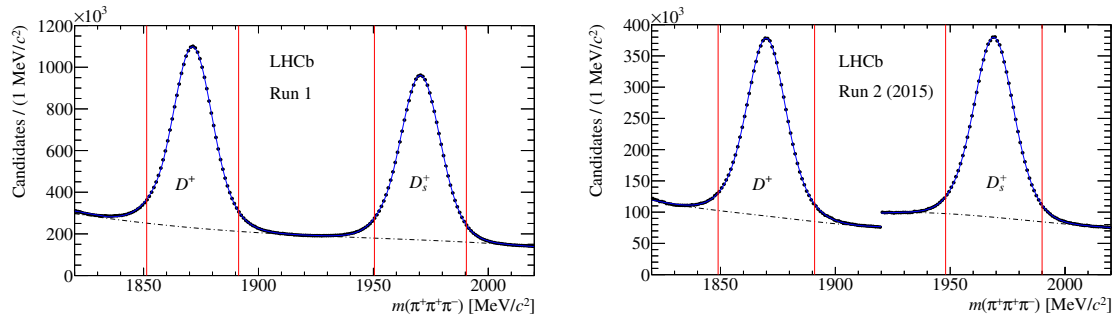 ×10³
Candidates / (1 MeV/c²)
1200
1000
800
600
400
200
0
LHCb
Run 1
D⁺
Dₛ⁺
1850
1900
1950
2000
m(π⁺π⁺π⁻) [MeV/c²]
×10³
Candidates / (1 MeV/c²)
400
350
300
250
200
150
100
50
0
LHCb
Run 2 (2015)
D⁺
Dₛ⁺
1850
1900
1950
2000
m(π⁺π⁺π⁻) [MeV/c²]